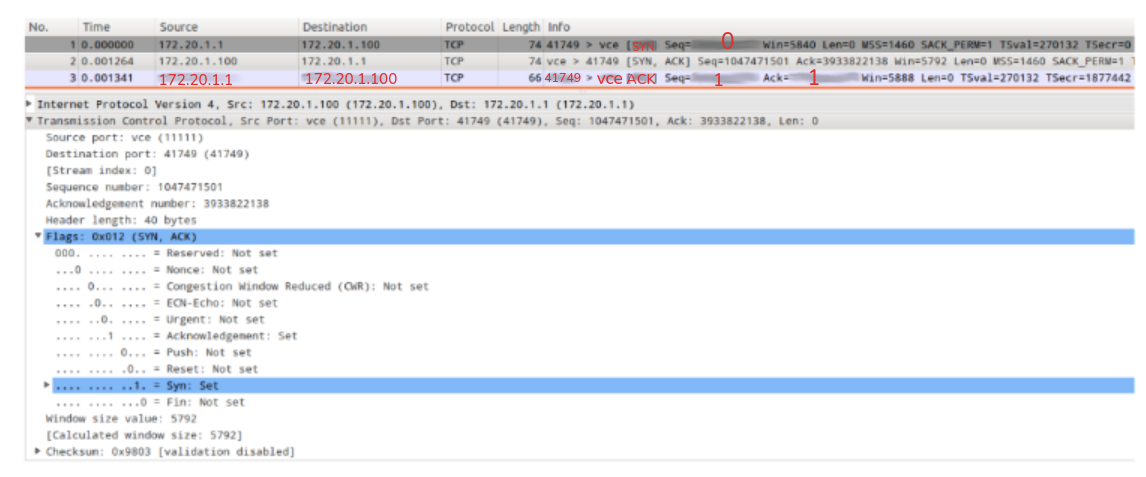 No. Time Source Destination Protocol Length Info
1 0.000000 172.20.1.1 172.20.1.100 TCP 74 41749 > vce [SYN] Seq= 0 Win=5840 Len=0 MSS=1460 SACK_PERM=1 TSval=270132 TSecr=0
2 0.001264 172.20.1.100 172.20.1.1 TCP 74 vce > 41749 [SYN, ACK] Seq=1047471501 Ack=3933822138 Win=5792 Len=0 MSS=1460 SACK_PERM=1 T
3 0.001341 172.20.1.1 172.20.1.100 TCP 66 41749 > vce ACK Seq= 1 Ack= 1 Win=5888 Len=0 TSval=270132 TSecr=1877442
Internet Protocol Version 4, Src: 172.20.1.100 (172.20.1.100), Dst: 172.20.1.1 (172.20.1.1)
Transmission Control Protocol, Src Port: vce (11111), Dst Port: 41749 (41749), Seq: 1047471501, Ack: 3933822138, Len: 0
Source port: vce (11111)
Destination port: 41749 (41749)
[Stream index: 0]
Sequence number: 1047471501
Acknowledgement number: 3933822138
Header length: 40 bytes
Flags: 0x012 (SYN, ACK)
000. .... .... = Reserved: Not set
...0 .... .... = Nonce: Not set
.... 0... .... = Congestion Window Reduced (CWR): Not set
.... .0.. .... = ECN-Echo: Not set
.... ..0. .... = Urgent: Not set
.... ...1 .... = Acknowledgement: Set
.... .... 0... = Push: Not set
.... .... .0.. = Reset: Not set
.... .... ..1. = Syn: Set
.... .... ...0 = Fin: Not set
Window size value: 5792
[Calculated window size: 5792]
Checksum: 0x9803 [validation disabled]